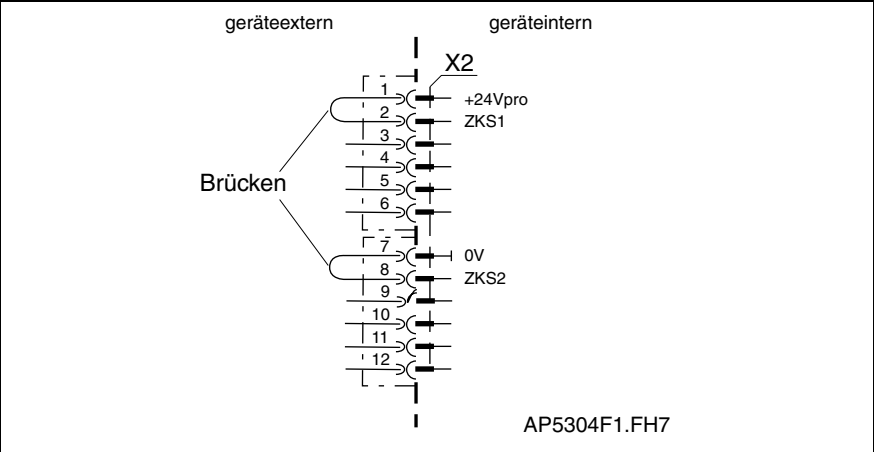 geräteextern geräteintern
X2
1 +24Vpro
2 ZKS1
3
4
5
Brücken
6
7 0V
8 ZKS2
9
10
11
12
AP5304F1.FH7